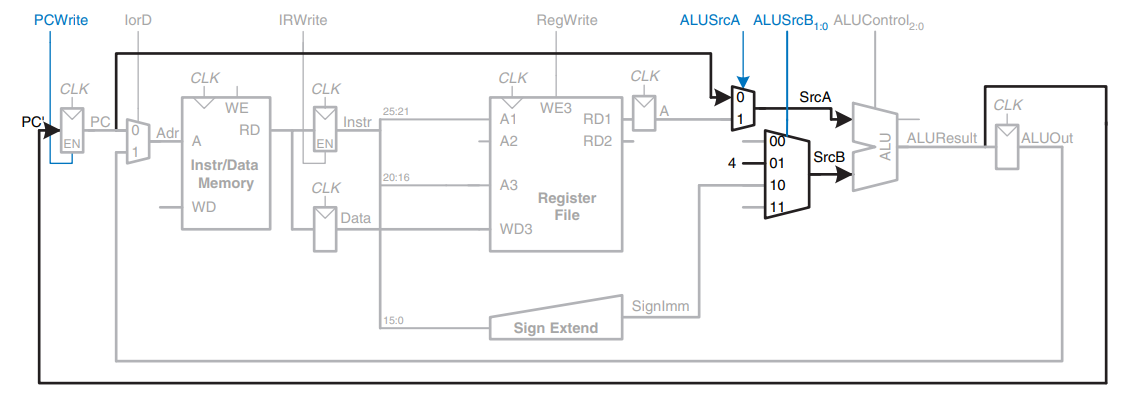 PCWrite IorD IRWrite RegWrite ALUSrcA ALUSrcB1:0 ALUControl2:0
CLK CLK CLK CLK CLK CLK
PC' PC EN
0 1 Adr
WE A RD Instr/Data Memory WD
EN Instr
CLK Data
25:21
20:16
15:0
A1 A2 A3 WD3 WE3 RD1 RD2 Register File
A
0 1 SrcA
4 00 01 10 11 SrcB
ALU ALUResult ALUOut
Sign Extend SignImm